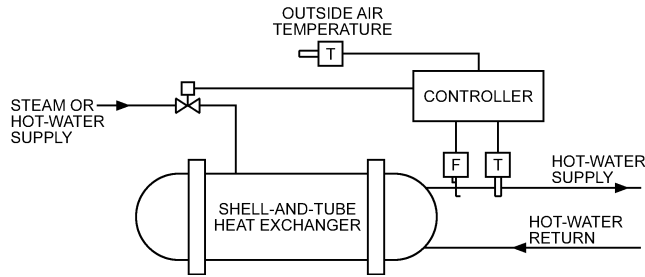 OUTSIDE AIR
TEMPERATURE
T
CONTROLLER
STEAM OR
HOT-WATER
SUPPLY
F
T
HOT-WATER
SUPPLY
SHELL-AND-TUBE
HEAT EXCHANGER
HOT-WATER
RETURN